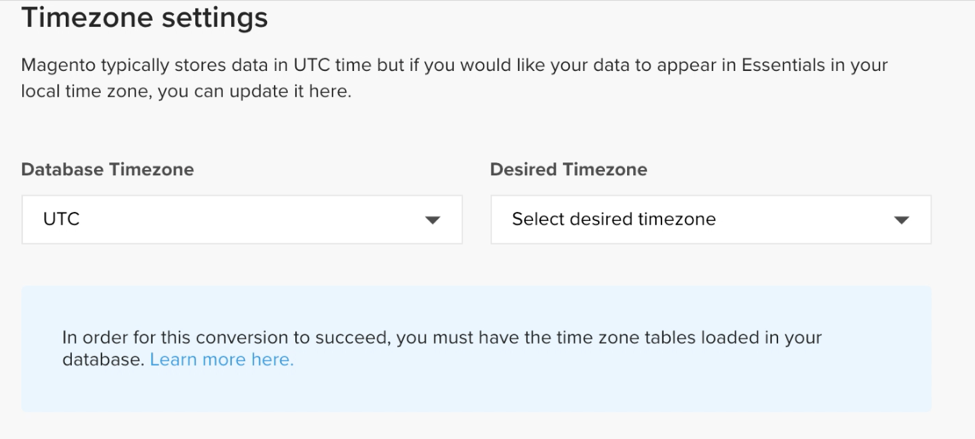 Timezone settings
Magento typically stores data in UTC time but if you would like your data to appear in Essentials in your
local time zone, you can update it here.
Database Timezone
Desired Timezone
UTC
Select desired timezone
In order for this conversion to succeed, you must have the time zone tables loaded in your
database. Learn more here.